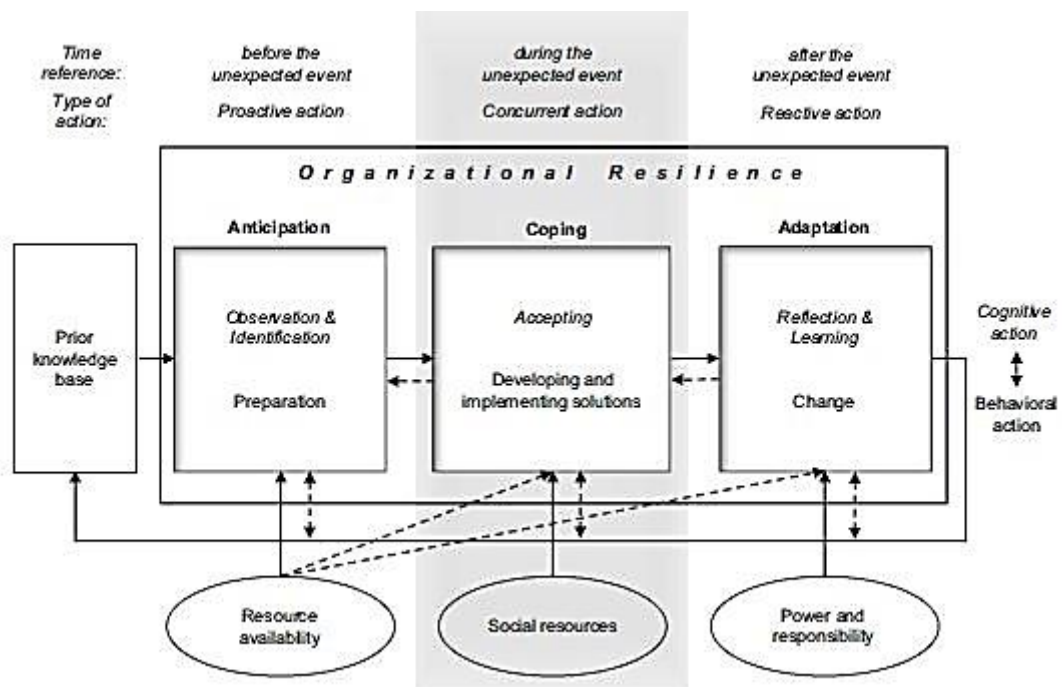 Time
reference:
before the
unexpected event
during the
unexpected event
after the
unexpected event
Type of
action:
Proactive action
Concurrent action
Reactive action
Organizational Resilience
Anticipation
Coping
Adaptation
Prior
knowledge
base
Observation &
Identification
Preparation
Accepting
Developing and
implementing solutions
Reflection &
Learning
Change
Cognitive
action
Behavioral
action
Resource
availability
Social resources
Power and
responsibility